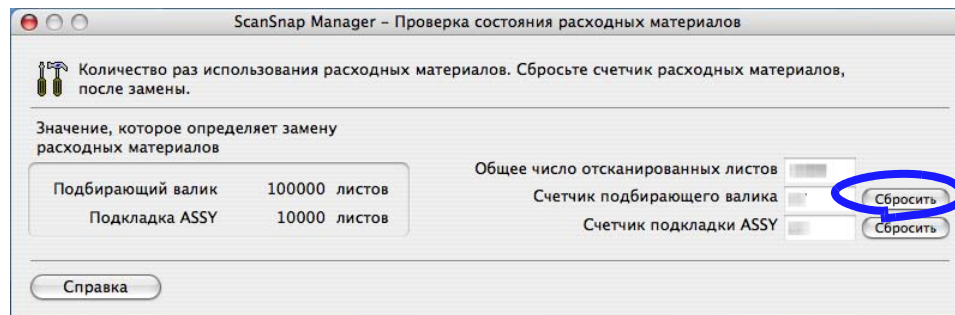 ScanSnap Manager – Проверка состояния расходных материалов
Количество раз использования расходных материалов. Сбросьте счетчик расходных материалов,
после замены.
Значение, которое определяет замену
расходных материалов
Подбирающий валик 100000 листов
Подкладка ASSY 10000 листов
Общее число отсканированных листов
Счетчик подбирающего валика Сбросить
Счетчик подкладки ASSY Сбросить
Справка